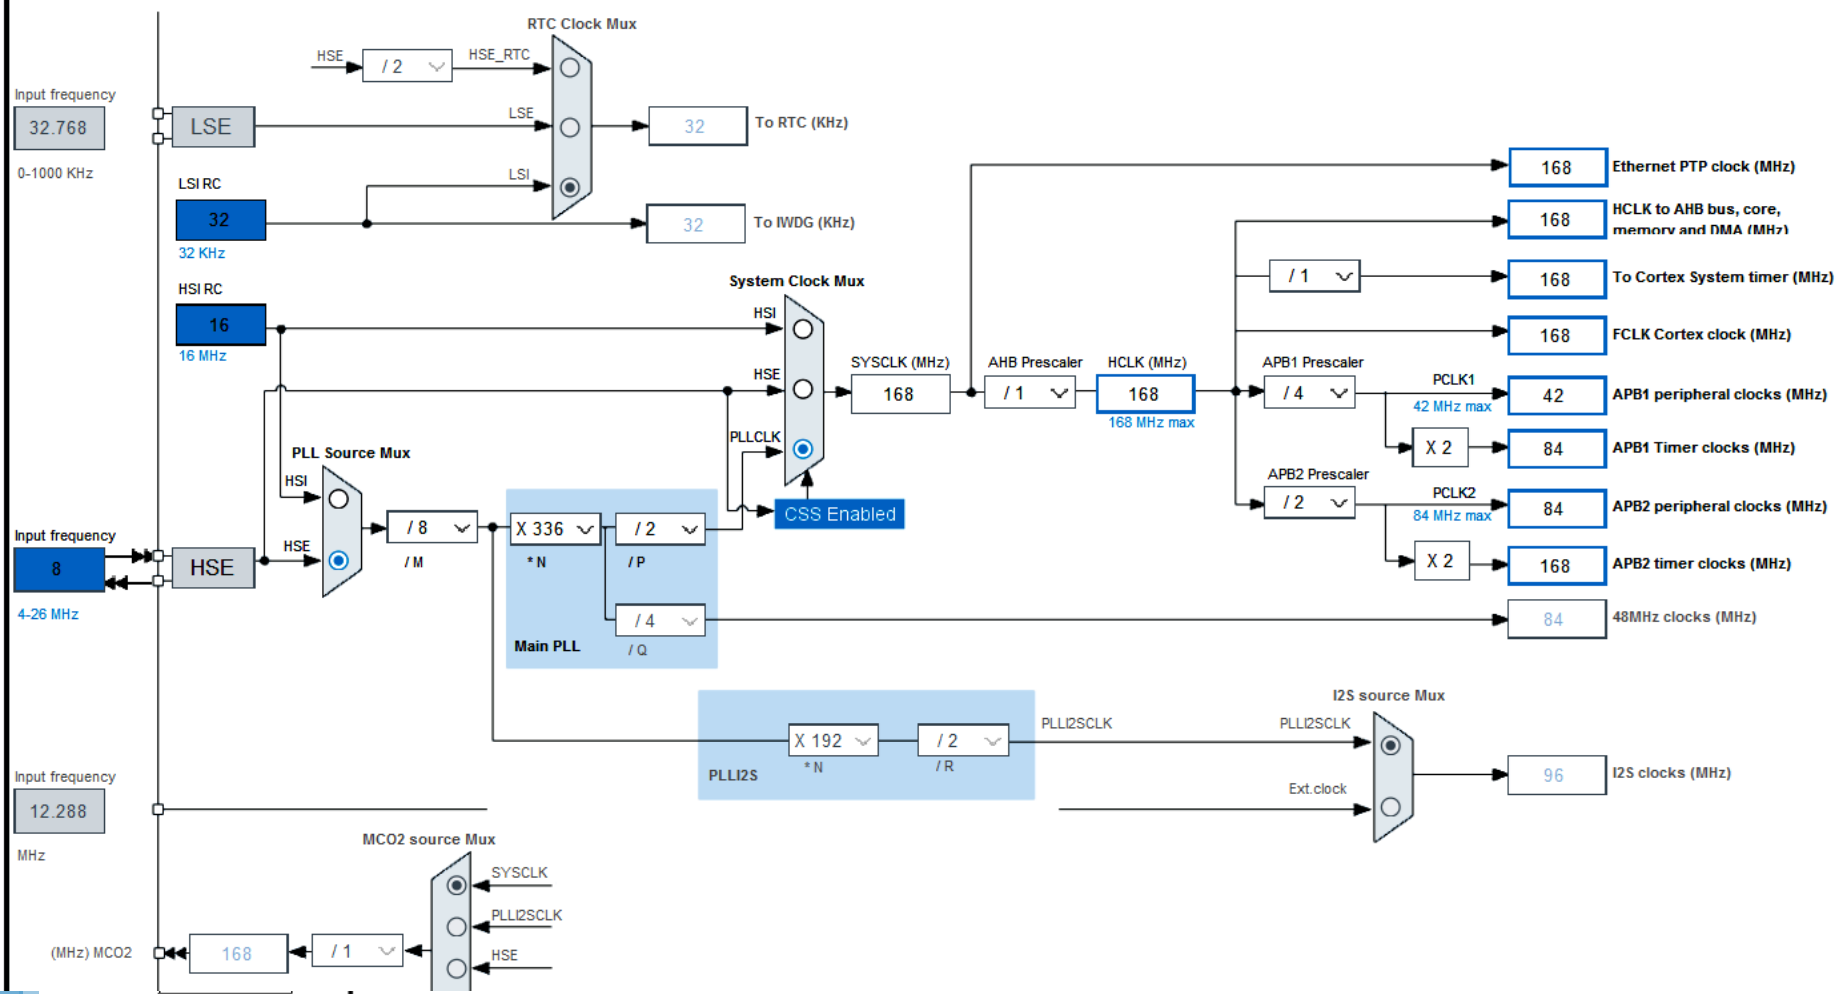 RTC Clock Mux
HSE
/ 2
HSE_RTC
Input frequency
32.768
LSE
LSE
32
To RTC (KHz)
0-1000 KHz
LSI RC
LSI
32
32 KHz
32
To IWDG (KHz)
168
Ethernet PTP clock (MHz)
168
HCLK to AHB bus, core,
memory and DMA (MHz)
/ 1
168
To Cortex System timer (MHz)
HSI RC
16
16 MHz
System Clock Mux
HSI
HSE
PLLCLK
168
FCLK Cortex clock (MHz)
SYSCLK (MHz)
168
AHB Prescaler
/ 1
HCLK (MHz)
168
168 MHz max
APB1 Prescaler
/ 4
PCLK1
42 MHz max
42
APB1 peripheral clocks (MHz)
X 2
84
APB1 Timer clocks (MHz)
APB2 Prescaler
/ 2
PCLK2
84 MHz max
84
APB2 peripheral clocks (MHz)
X 2
168
APB2 timer clocks (MHz)
PLL Source Mux
HSI
HSE
CSS Enabled
Input frequency
8
4-26 MHz
HSE
/ 8
/ M
X 336
* N
/ 2
/ P
/ 4
/ Q
Main PLL
84
48MHz clocks (MHz)
I2S source Mux
X 192
* N
/ 2
/ R
PLLI2S
PLLI2SCLK
PLLI2SCLK
Ext.clock
96
I2S clocks (MHz)
Input frequency
12.288
MHz
MCO2 source Mux
SYSCLK
PLLI2SCLK
HSE
(MHz) MCO2
168
/ 1